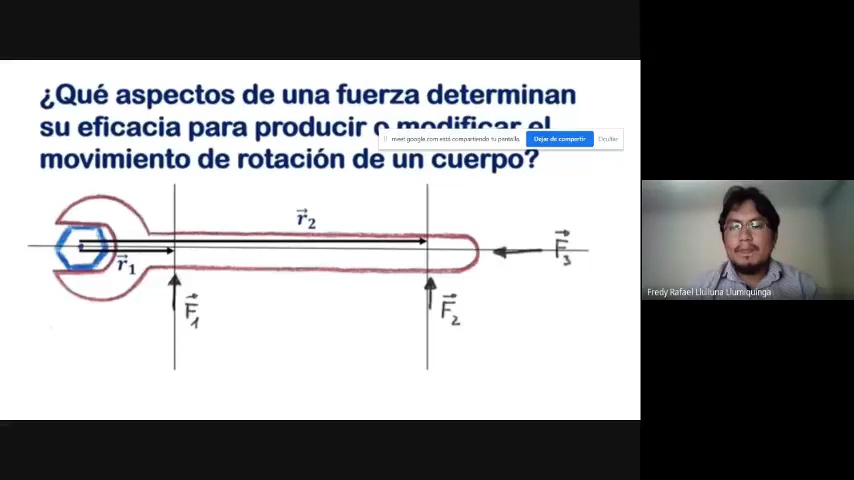 ¿Qué aspectos de una fuerza determinan
su eficacia para producir o modificar el
meet.google.com está compartiendo tu pantalla.
Dejar de compartir
Ocultar
movimiento de rotación de un cuerpo?
r⃗₂
r⃗₁
F⃗₃
F⃗₁
F⃗₂
Fredy Rafael Llulluna Llumiquinga